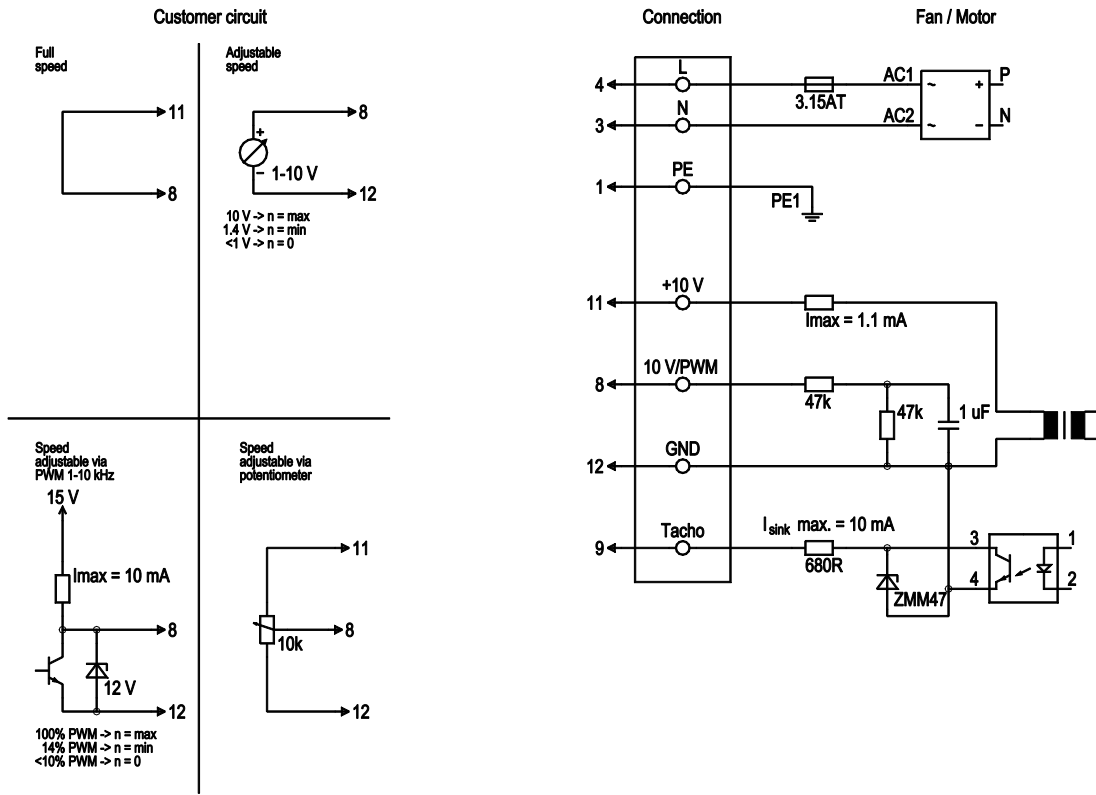 Customer circuit
Full
speed
11
8
Adjustable
speed
8
+
− 1-10 V
12
10 V -> n = max
1.4 V -> n = min
<1 V -> n = 0
Speed
adjustable via
PWM 1-10 kHz
15 V
Imax = 10 mA
8
12 V
12
100% PWM -> n = max
14% PWM -> n = min
<10% PWM -> n = 0
Speed
adjustable via
potentiometer
11
8
10k
12
Connection
Fan / Motor
4
L
3.15AT
AC1
~
+
P
3
N
AC2
~
−
N
1
PE
PE1
11
+10 V
Imax = 1.1 mA
8
10 V/PWM
47k
47k
1 uF
12
GND
9
Tacho
Isink max. = 10 mA
680R
ZMM47
3
4
1
2